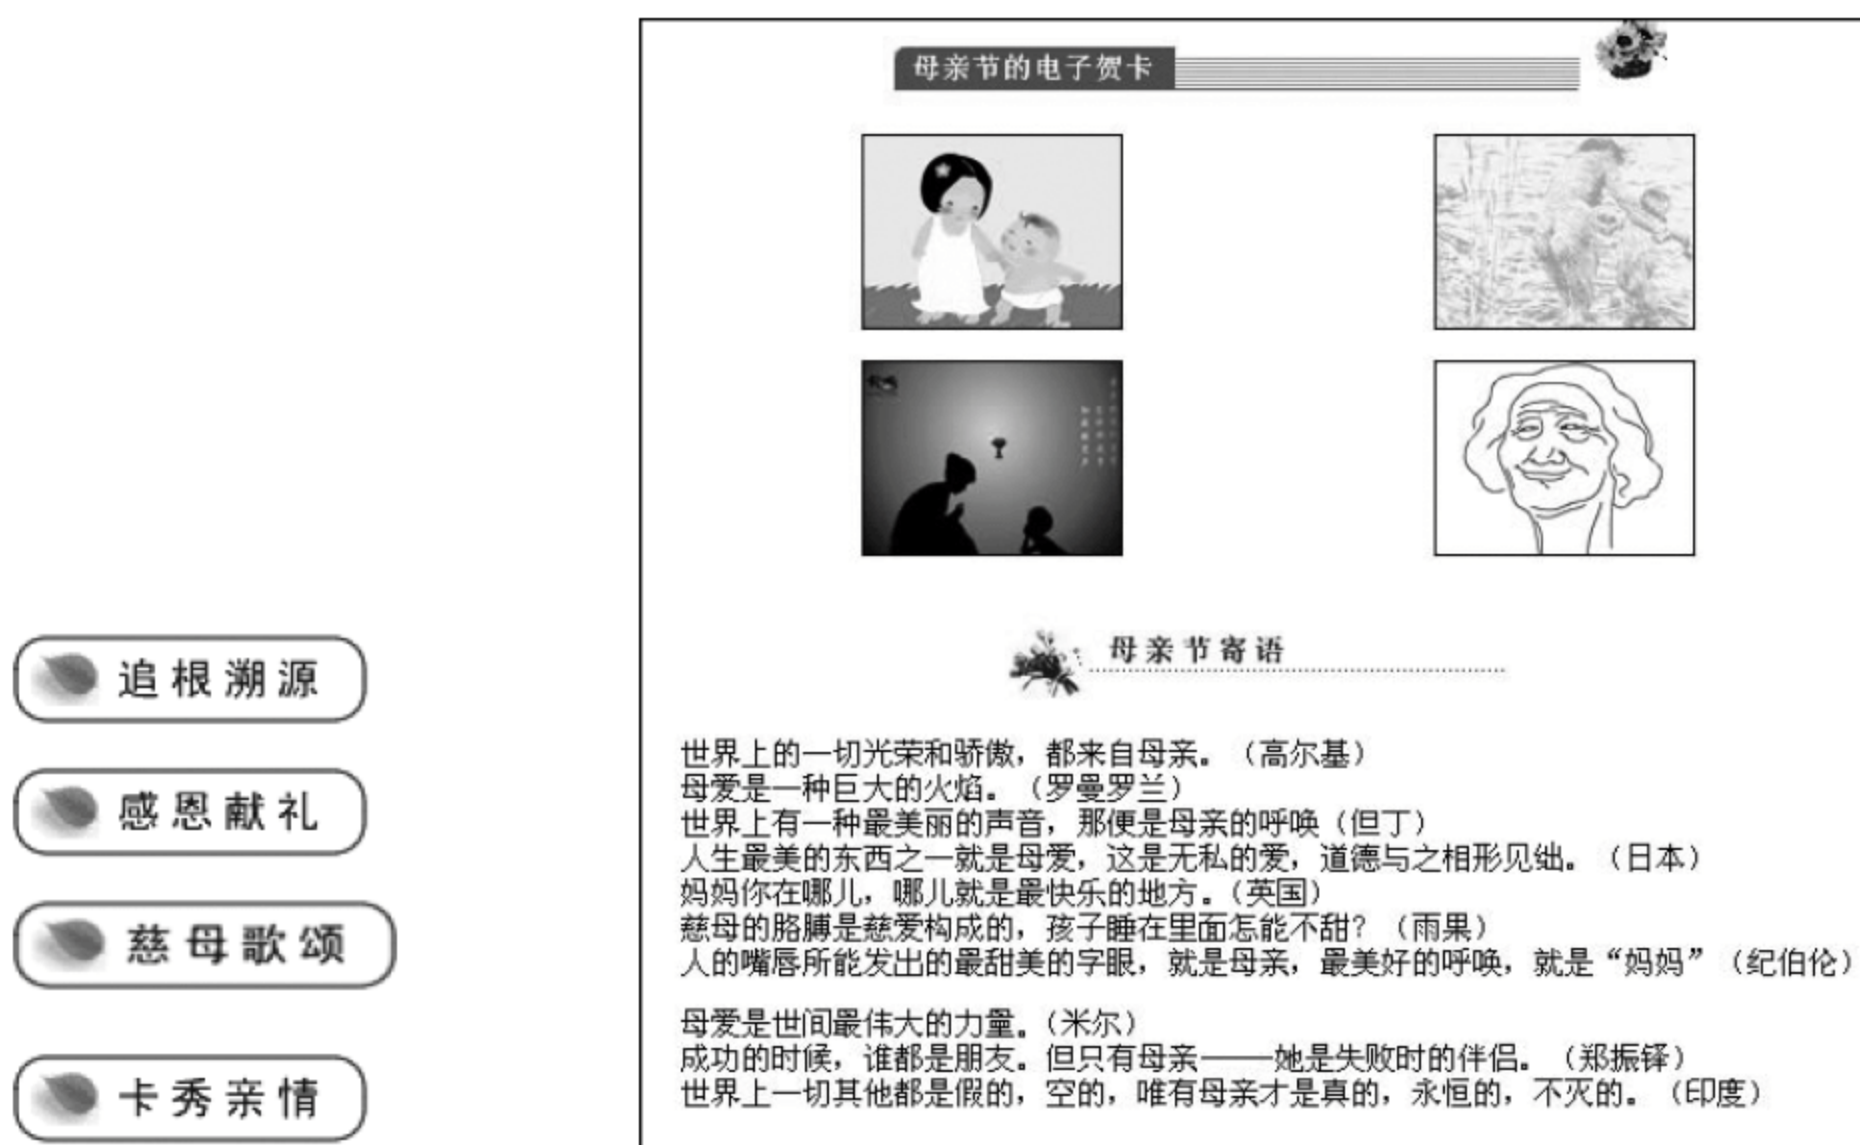 母亲节的电子贺卡
母亲节寄语
世界上的一切光荣和骄傲，都来自母亲。（高尔基）
母爱是一种巨大的火焰。（罗曼罗兰）
世界上有一种最美丽的声音，那便是母亲的呼唤（但丁）
人生最美的东西之一就是母爱，这是无私的爱，道德与之相形见绌。（日本）
妈妈你在哪儿，哪儿就是最快乐的地方。（英国）
慈母的胳膊是慈爱构成的，孩子睡在里面怎能不甜？（雨果）
人的嘴唇所能发出的最甜美的字眼，就是母亲，最美好的呼唤，就是“妈妈”（纪伯伦）
母爱是世间最伟大的力量。（米尔）
成功的时候，谁都是朋友。但只有母亲——她是失败时的伴侣。（郑振铎）
世界上一切其他都是假的，空的，唯有母亲才是真的，永恒的，不灭的。（印度）
追根溯源
感恩献礼
慈母歌颂
卡秀亲情